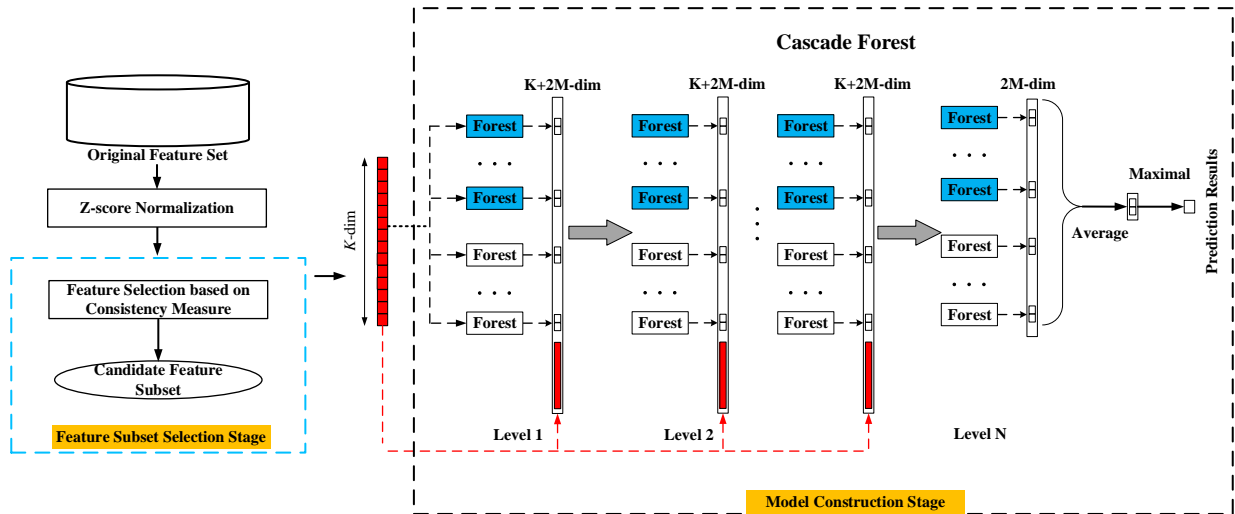 Original Feature Set
Z-score Normalization
Feature Selection based on
Consistency Measure
Candidate Feature
Subset
Feature Subset Selection Stage
K-dim
Cascade Forest
K+2M-dim
K+2M-dim
K+2M-dim
2M-dim
Forest
. . .
Forest
Forest
. . .
Forest
Forest
. . .
Forest
Forest
. . .
Forest
. . .
Forest
. . .
Forest
Forest
. . .
Forest
Forest
. . .
Forest
Forest
. . .
Forest
Average
Maximal
Prediction Results
Level 1
Level 2
Level N
Model Construction Stage